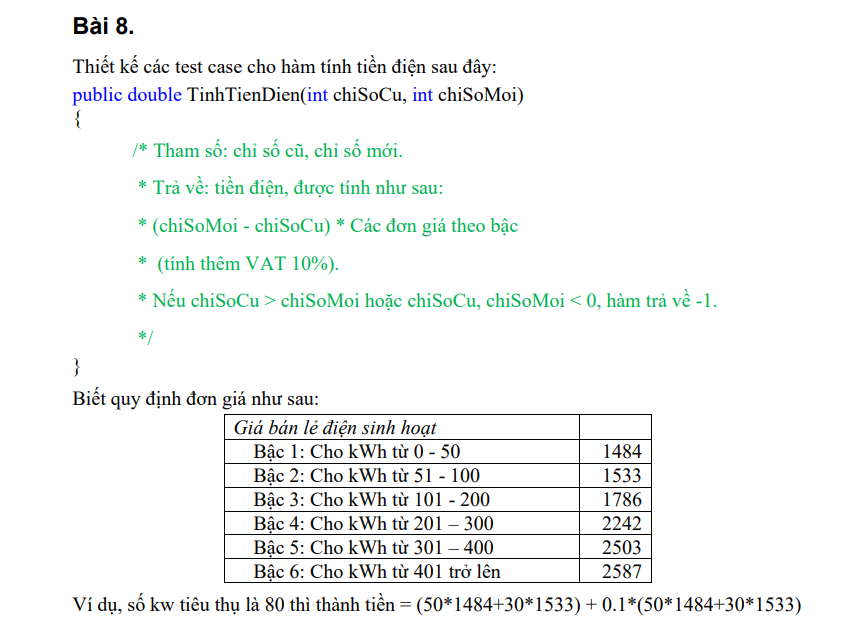 Bài 8.
Thiết kế các test case cho hàm tính tiền điện sau đây:
public double TinhTienDien(int chiSoCu, int chiSoMoi)
{
/* Tham số: chỉ số cũ, chỉ số mới.
* Trả về: tiền điện, được tính như sau:
* (chiSoMoi - chiSoCu) * Các đơn giá theo bậc
* (tính thêm VAT 10%).
* Nếu chiSoCu > chiSoMoi hoặc chiSoCu, chiSoMoi < 0, hàm trả về -1.
*/
}
Biết quy định đơn giá như sau:
Giá bán lẻ điện sinh hoạt
Bậc 1: Cho kWh từ 0 - 50 1484
Bậc 2: Cho kWh từ 51 - 100 1533
Bậc 3: Cho kWh từ 101 - 200 1786
Bậc 4: Cho kWh từ 201 – 300 2242
Bậc 5: Cho kWh từ 301 – 400 2503
Bậc 6: Cho kWh từ 401 trở lên 2587
Ví dụ, số kw tiêu thụ là 80 thì thành tiền = (50*1484+30*1533) + 0.1*(50*1484+30*1533)